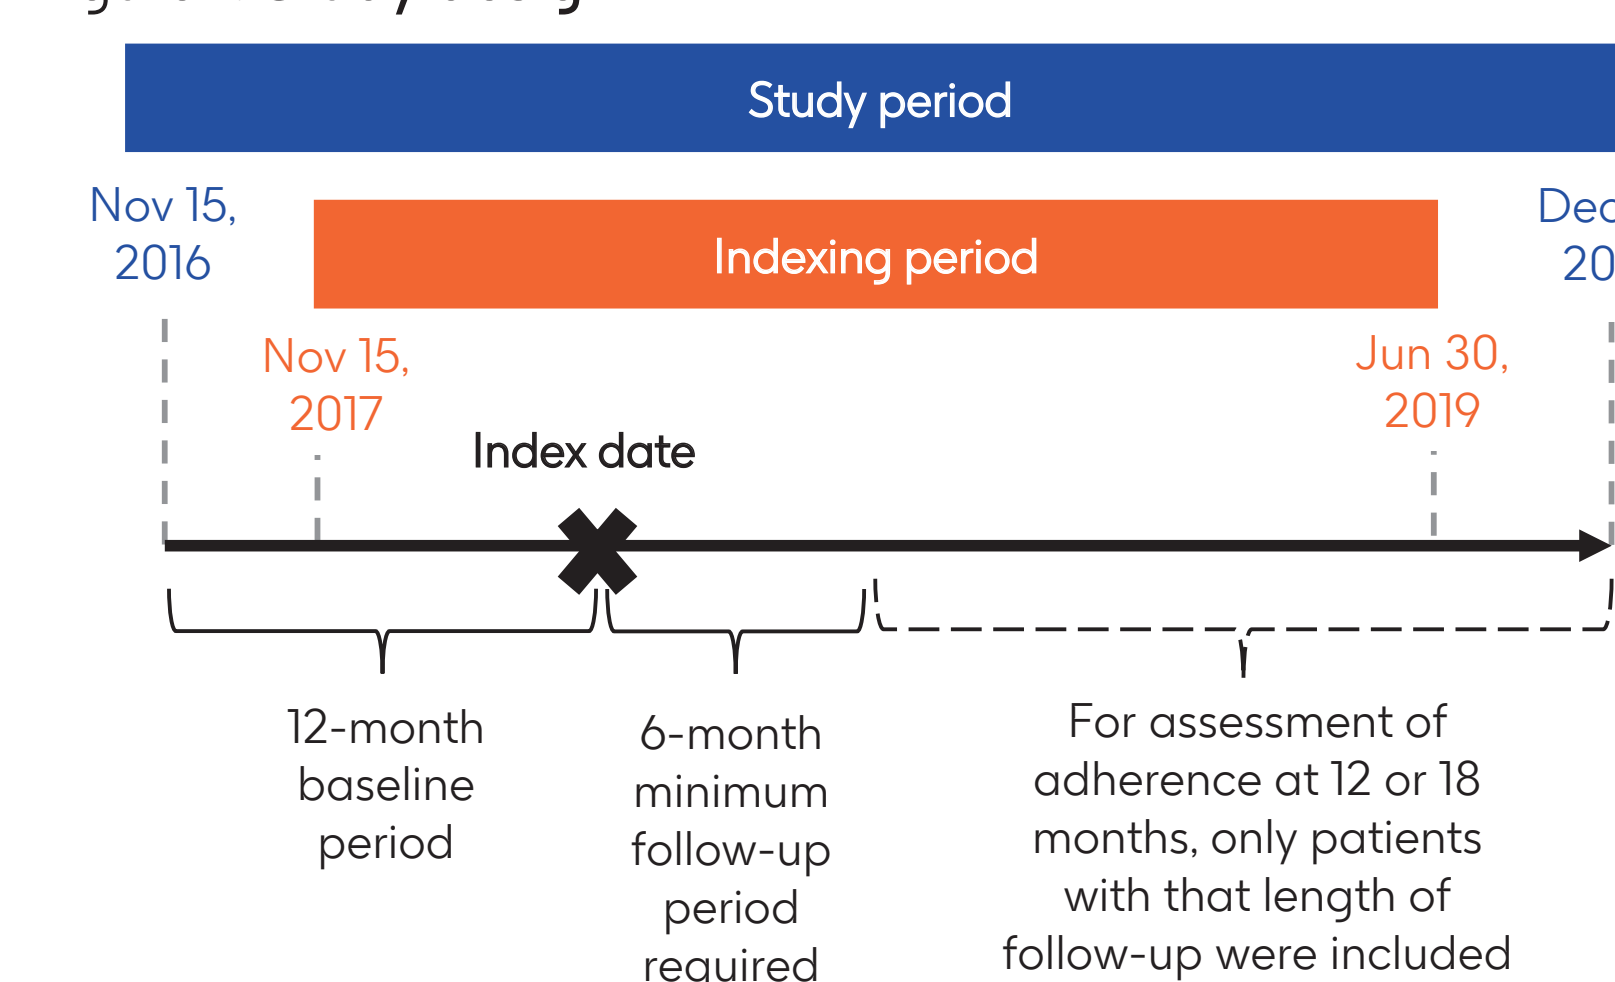 Study period
Nov 15,
2016
Indexing period
Nov 15,
2017
Jun 30,
2019
Index date
12-month
baseline
period
6-month
minimum
follow-up
period
required
For assessment of
adherence at 12 or 18
months, only patients
with that length of
follow-up were included